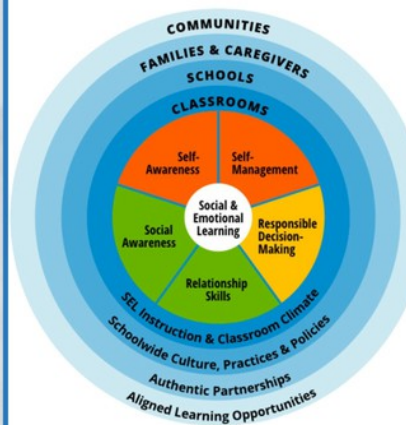 COMMUNITIES
FAMILIES & CAREGIVERS
SCHOOLS
CLASSROOMS
Self-
Awareness
Self-
Management
Social &
Emotional
Learning
Social
Awareness
Responsible
Decision-
Making
Relationship
Skills
SEL Instruction & Classroom Climate
Schoolwide Culture, Practices & Policies
Authentic Partnerships
Aligned Learning Opportunities